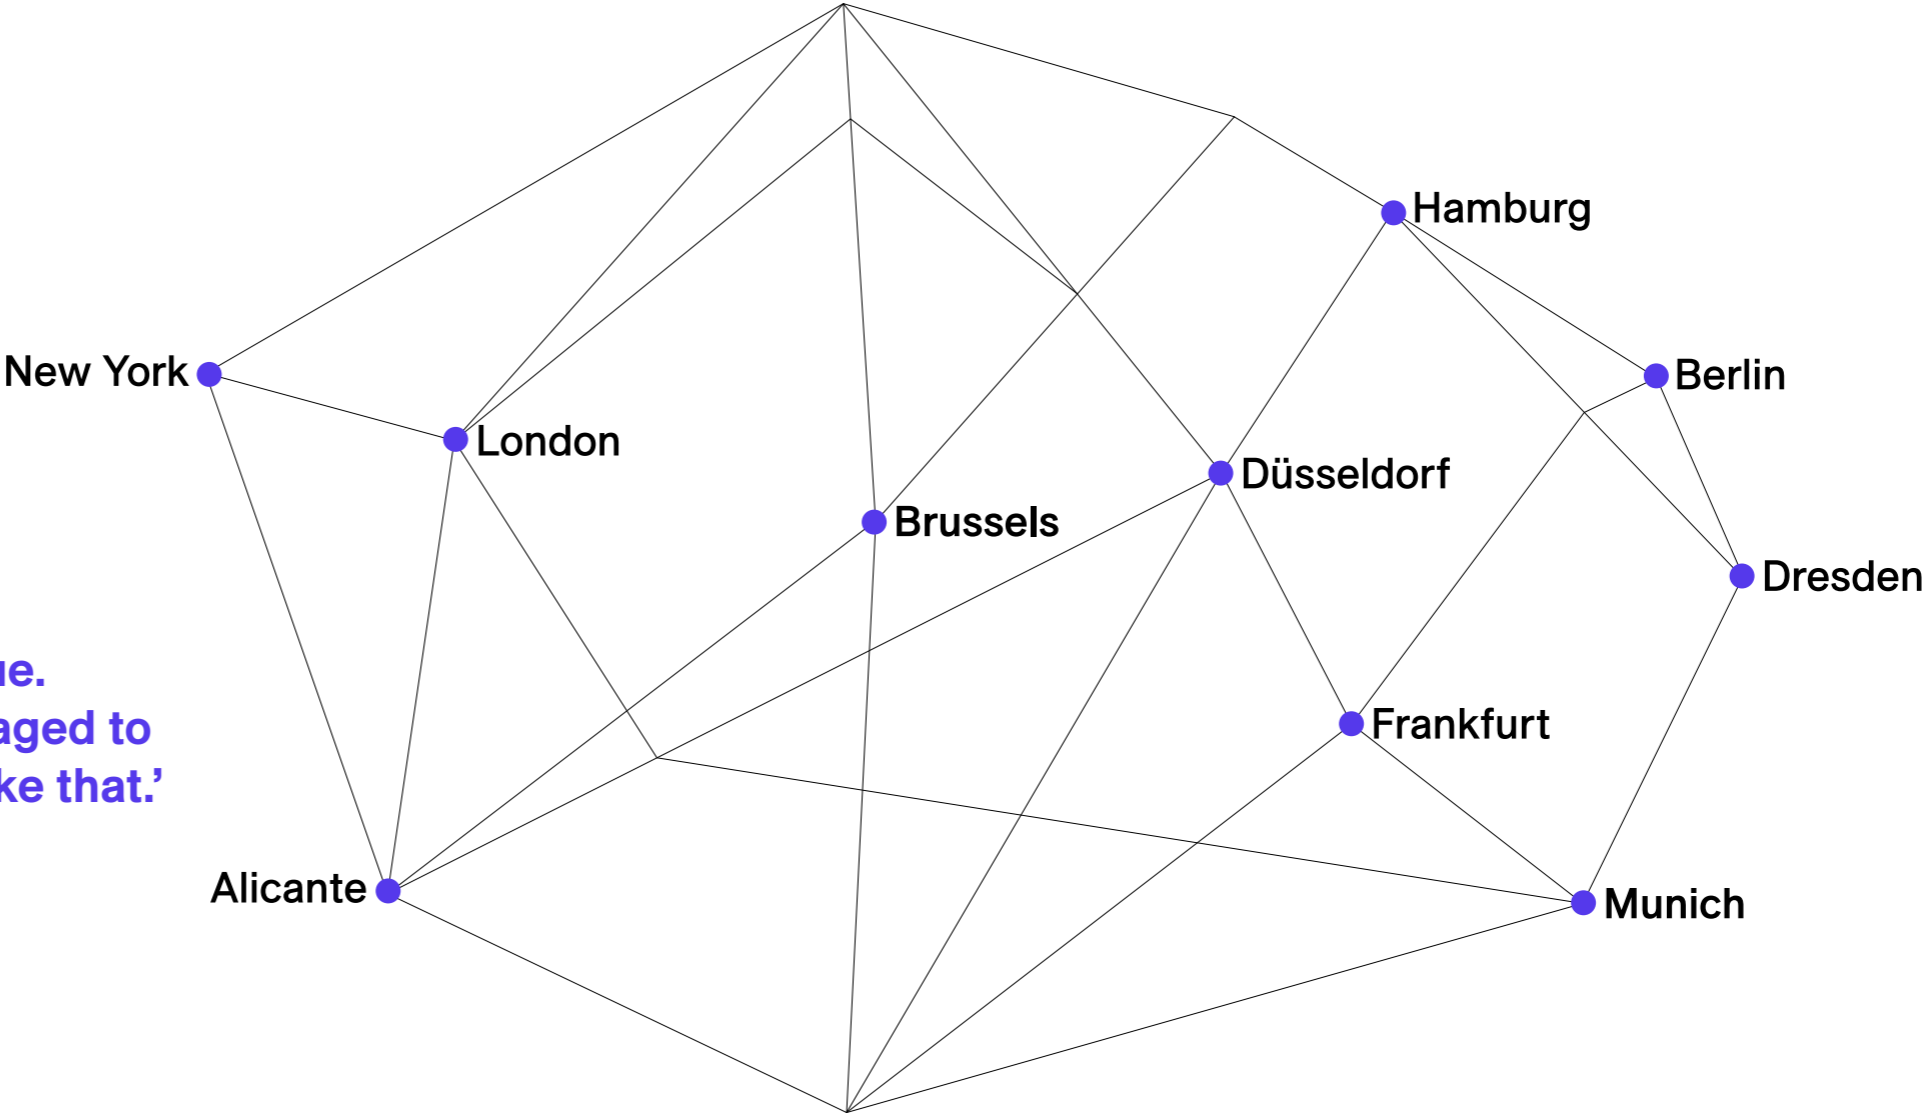 Hamburg
New York
Berlin
London
Düsseldorf
Brussels
Dresden
ue.
aged to
ke that.’
Frankfurt
Alicante
Munich